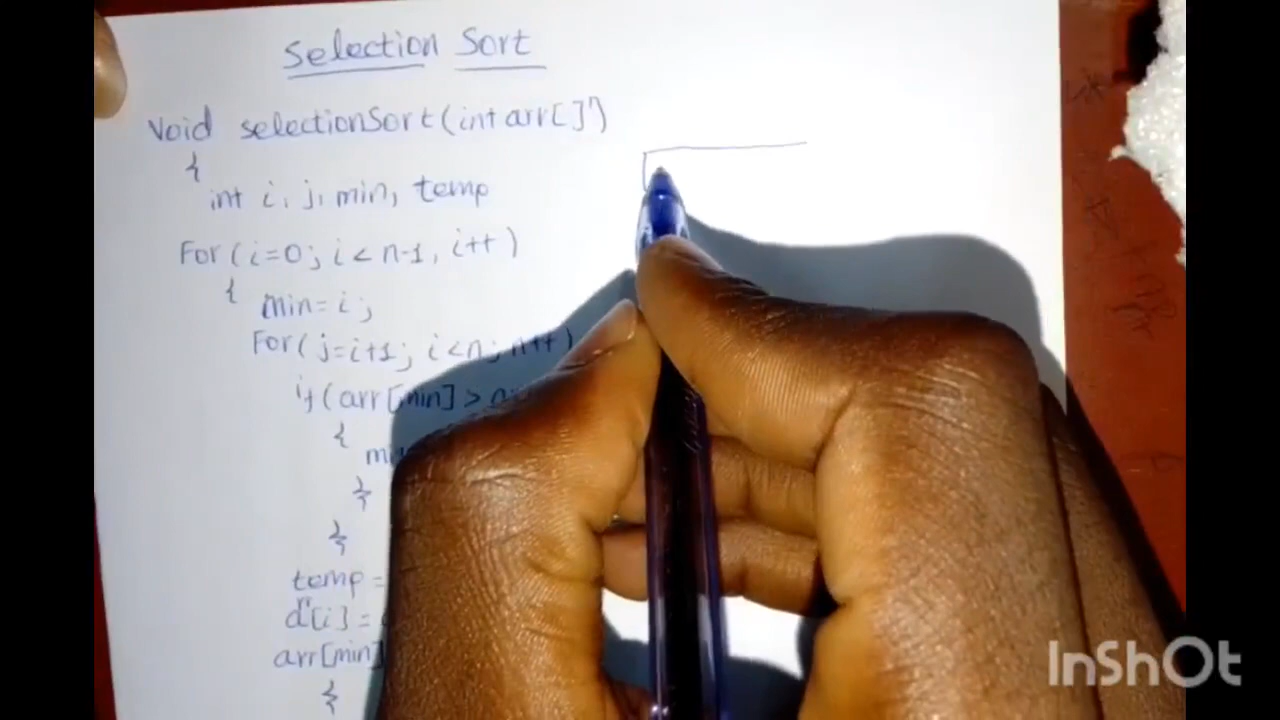 Selection Sort
Void selectionSort(int arr[])
{
int i, j, min, temp
For (i=0; i < n-1, i++)
{ min = i;
For( j=i+1; i<n; n++)
if (arr[min] >
{
}
}
temp =
[i] =
arr[min]
{
InShOt